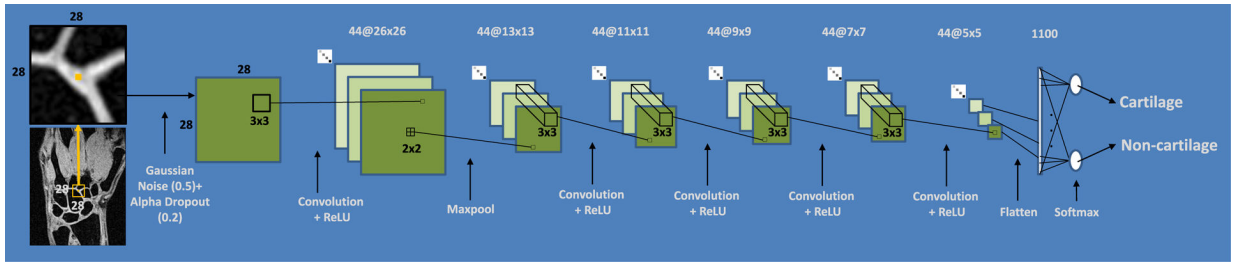 28
28
28
28
28
28
3x3
Gaussian
Noise (0.5)+
Alpha Dropout
(0.2)
44@26x26
2x2
Convolution
+ ReLU
44@13x13
3x3
Maxpool
44@11x11
3x3
Convolution
+ ReLU
44@9x9
3x3
Convolution
+ ReLU
44@7x7
3x3
Convolution
+ ReLU
44@5x5
Convolution
+ ReLU
1100
Flatten
Softmax
Cartilage
Non-cartilage